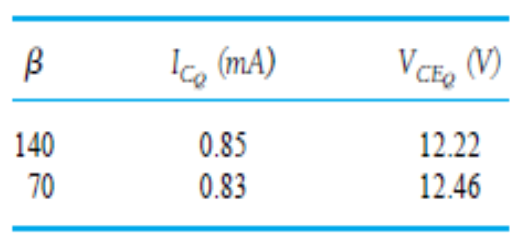 β I_{C_Q} (mA) V_{CE_Q} (V)
140 0.85 12.22
70 0.83 12.46